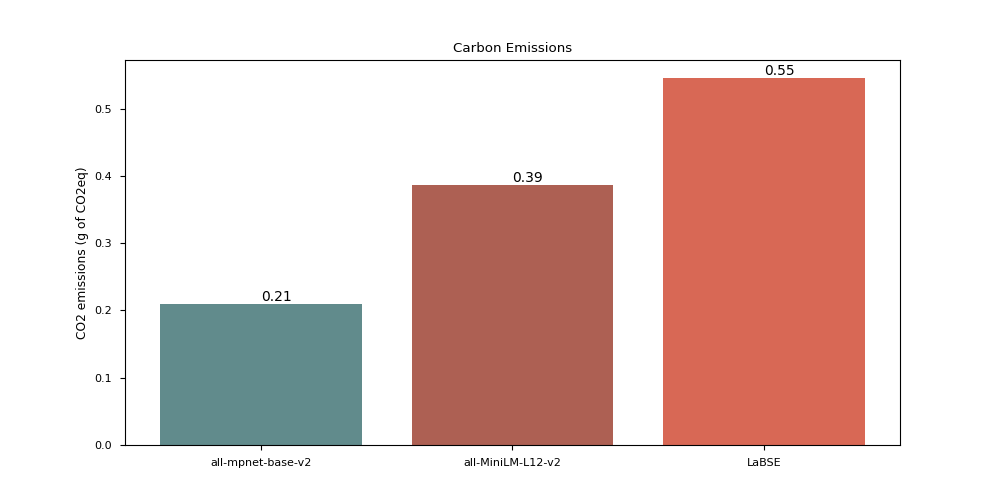 Carbon Emissions
CO2 emissions (g of CO2eq)
0.5
0.4
0.3
0.2
0.1
0.0
0.21
0.39
0.55
all-mpnet-base-v2
all-MiniLM-L12-v2
LaBSE